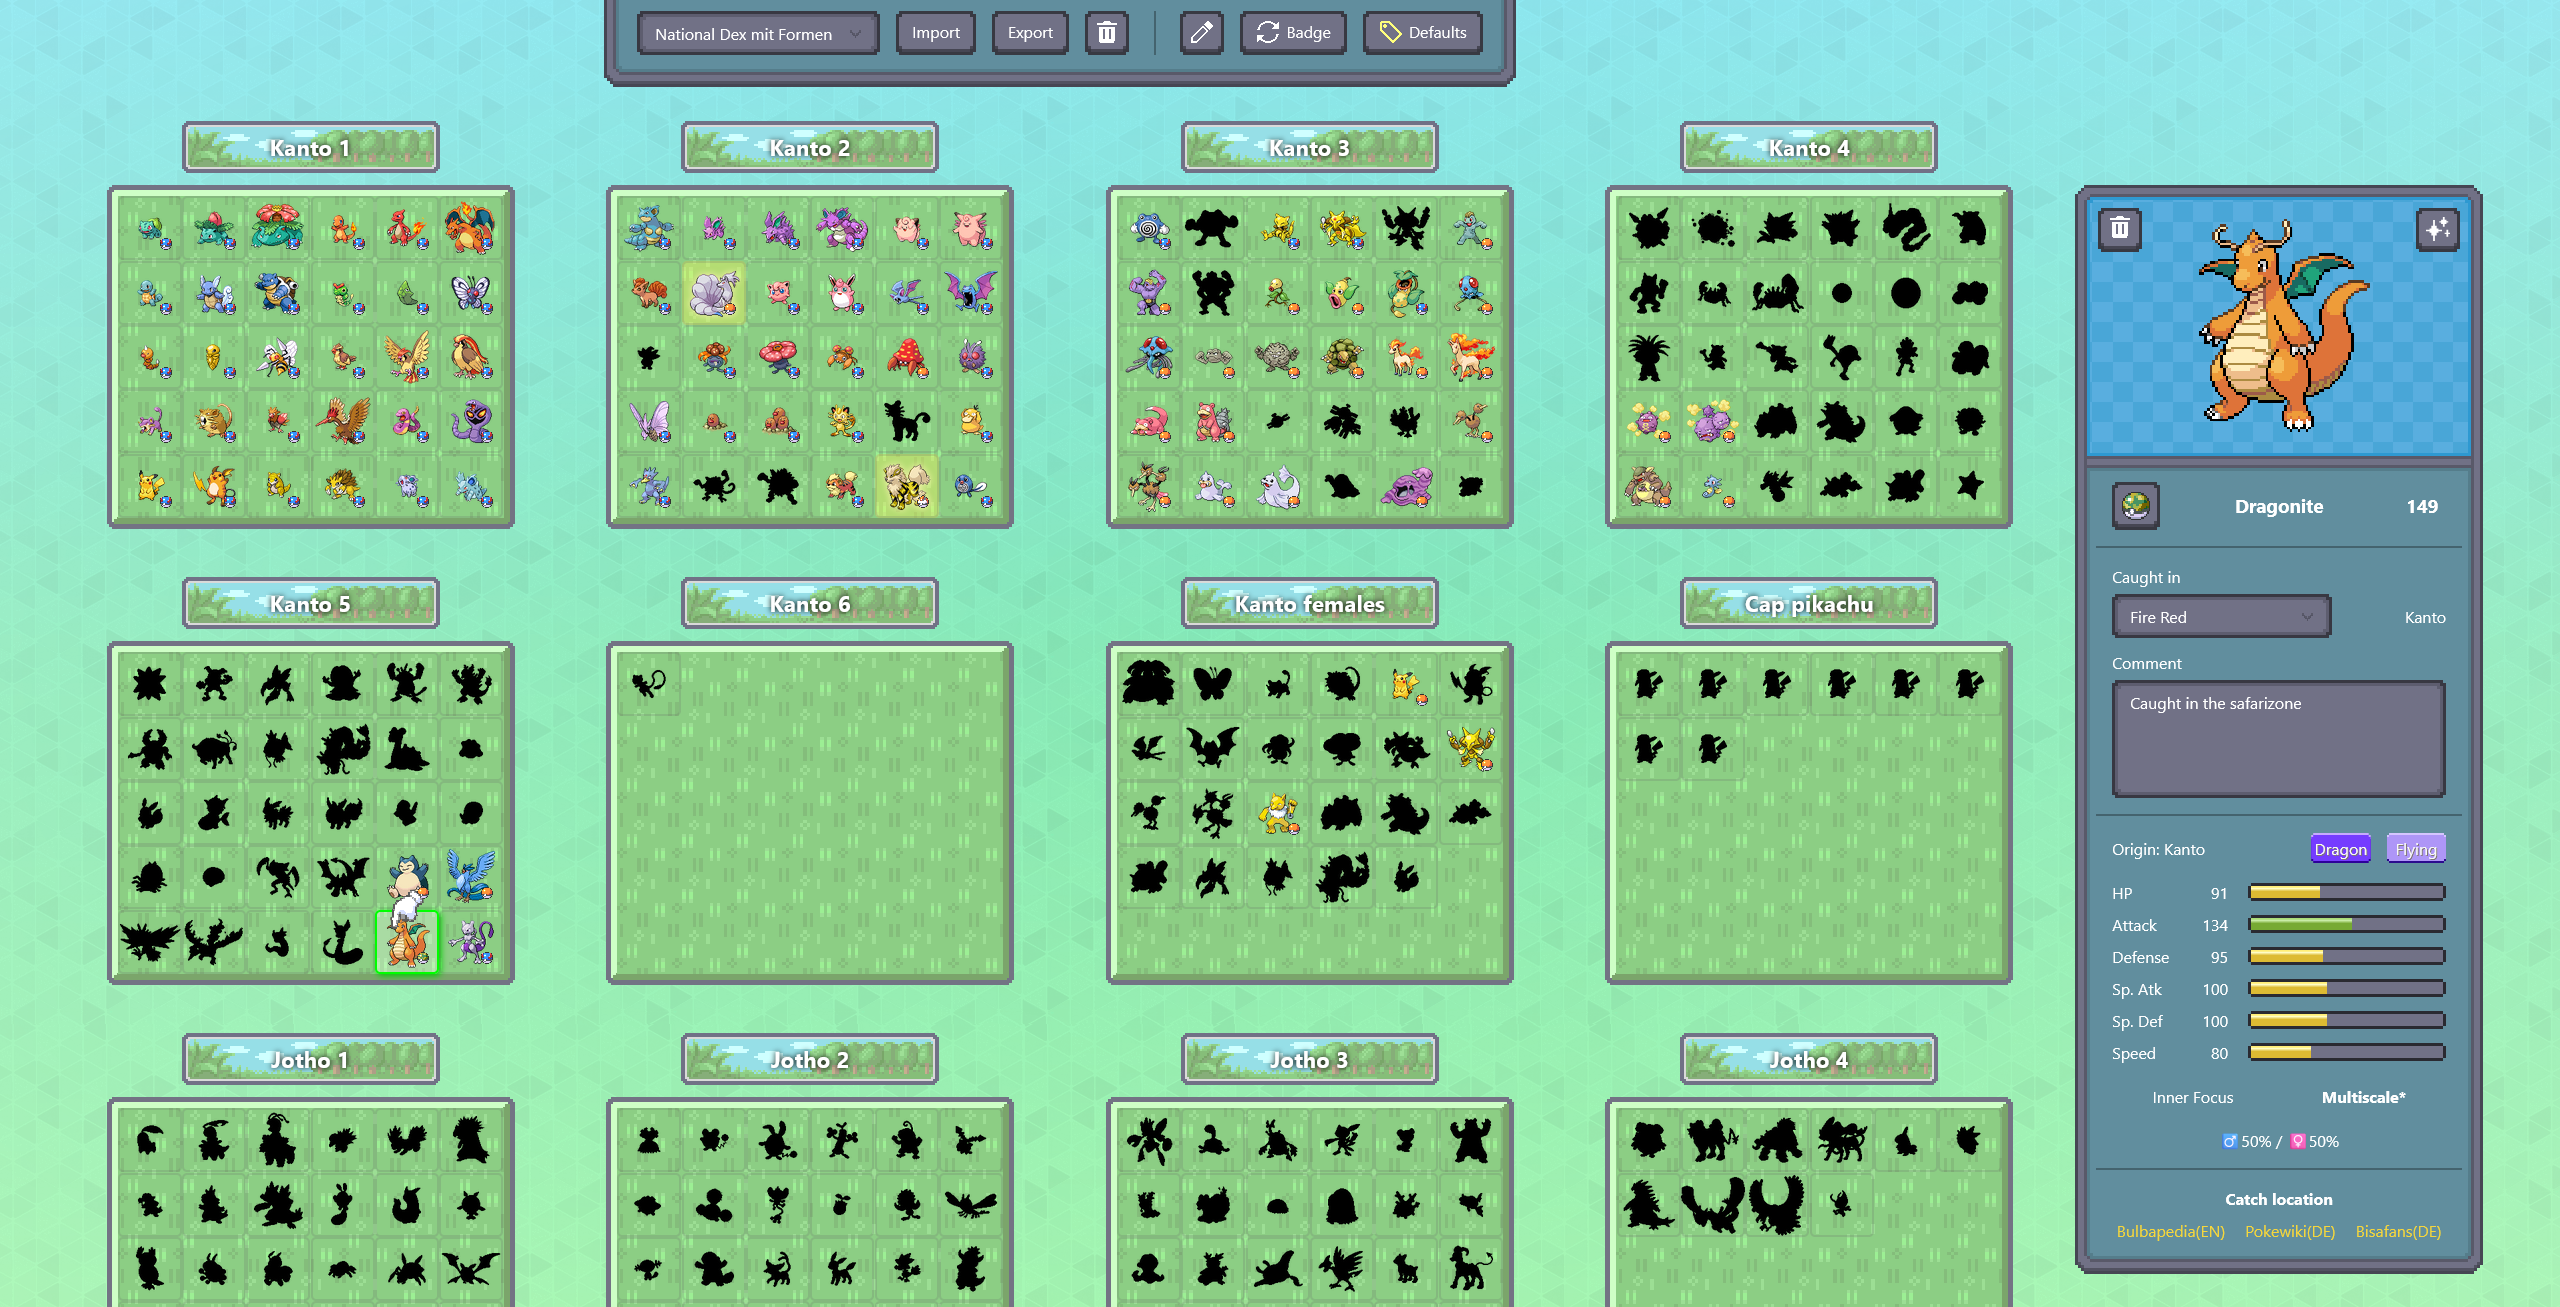 National Dex mit Formen
Import
Export
Badge
Defaults
Kanto 1
Kanto 2
Kanto 3
Kanto 4
Kanto 5
Kanto 6
Kanto females
Cap pikachu
Jotho 1
Jotho 2
Jotho 3
Jotho 4
Dragonite 149
Caught in
Fire Red Kanto
Comment
Caught in the safarizone
Origin: Kanto Dragon Flying
HP 91
Attack 134
Defense 95
Sp. Atk 100
Sp. Def 100
Speed 80
Inner Focus Multiscale*
♂ 50% / ♀ 50%
Catch location
Bulbapedia(EN) Pokewiki(DE) Bisafans(DE)